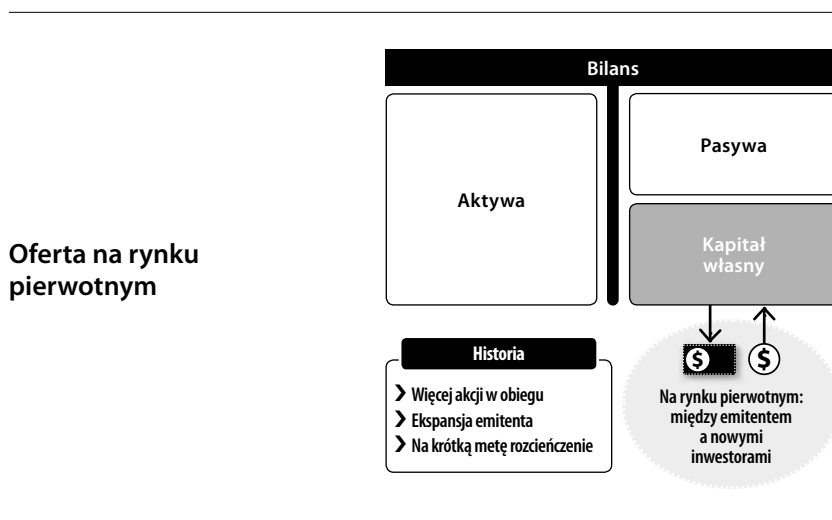 Oferta na rynku
pierwotnym
Bilans
Aktywa
Pasywa
Kapitał
własny
Historia
❯ Więcej akcji w obiegu
❯ Ekspansja emitenta
❯ Na krótką metę rozcieńczenie
$ $
Na rynku pierwotnym:
między emitentem
a nowymi
inwestorami